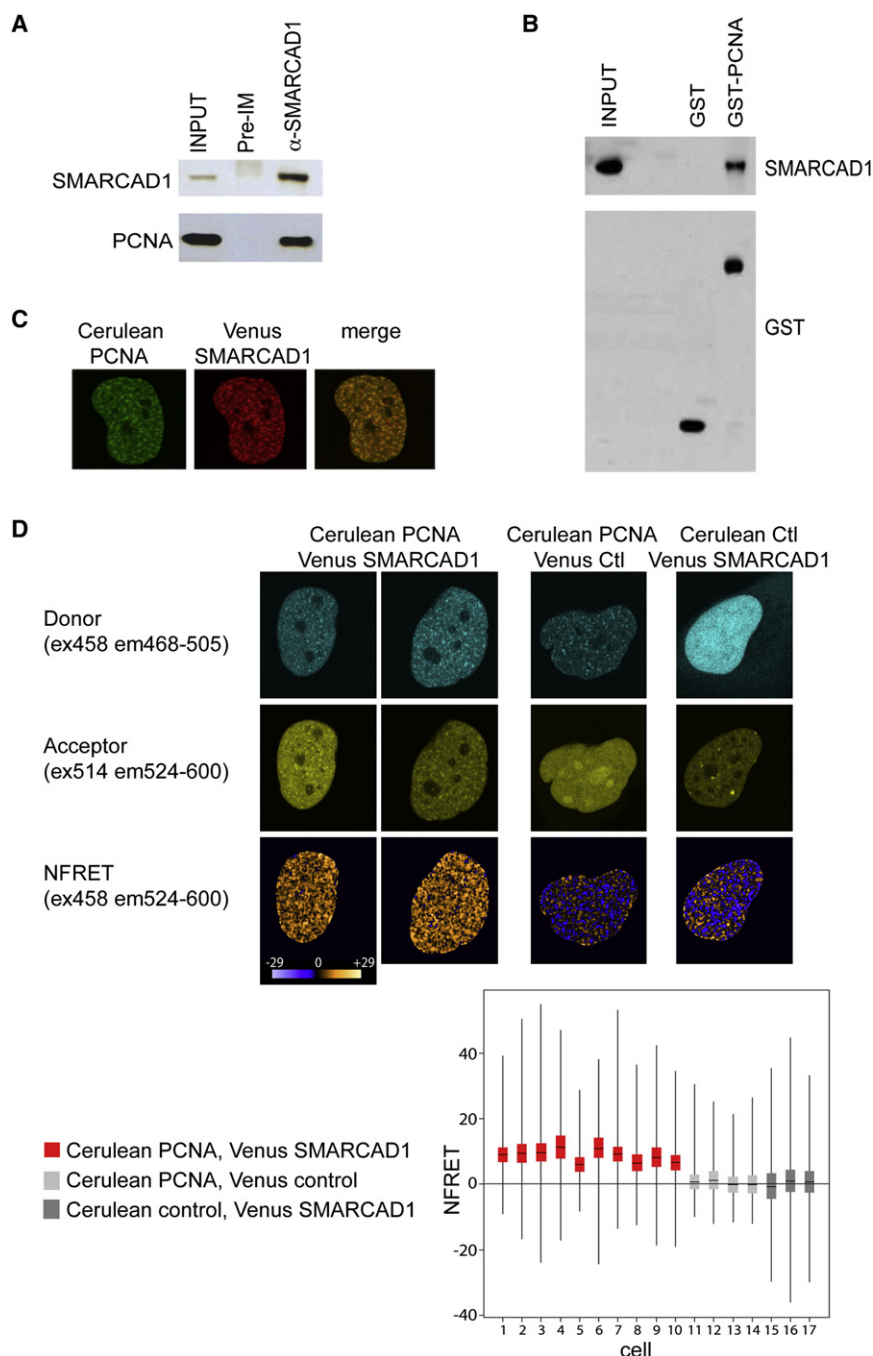 A
INPUT
Pre-IM
α-SMARCAD1
SMARCAD1
PCNA
B
INPUT
GST
GST-PCNA
SMARCAD1
GST
C
Cerulean
PCNA
Venus
SMARCAD1
merge
D
Cerulean PCNA
Venus SMARCAD1
Cerulean PCNA
Venus Ctl
Cerulean Ctl
Venus SMARCAD1
Donor
(ex458 em468-505)
Acceptor
(ex514 em524-600)
NFRET
(ex458 em524-600)
-29 0 +29
Cerulean PCNA, Venus SMARCAD1
Cerulean PCNA, Venus control
Cerulean control, Venus SMARCAD1
NFRET
40
20
0
-20
-40
1 2 3 4 5 6 7 8 9 10 11 12 13 14 15 16 17
cell